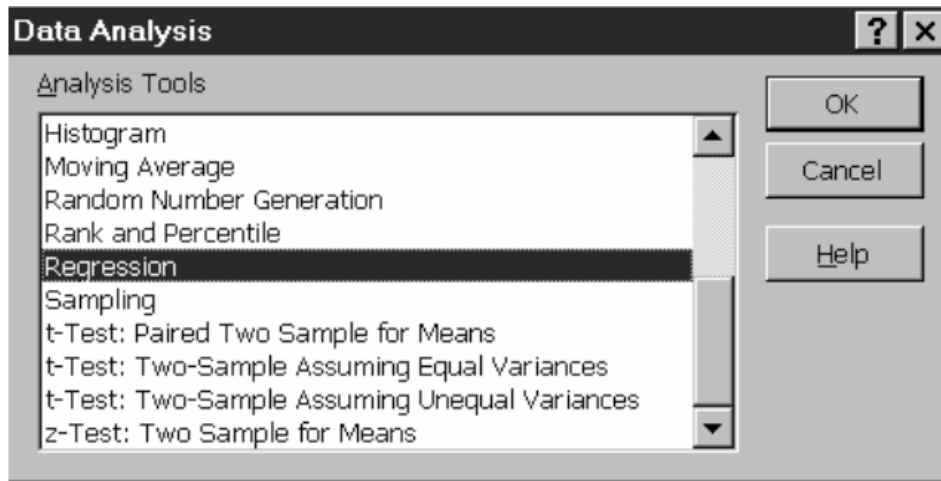 Data Analysis
? ×
Analysis Tools
Histogram
Moving Average
Random Number Generation
Rank and Percentile
Regression
Sampling
t-Test: Paired Two Sample for Means
t-Test: Two-Sample Assuming Equal Variances
t-Test: Two-Sample Assuming Unequal Variances
z-Test: Two Sample for Means
OK
Cancel
Help